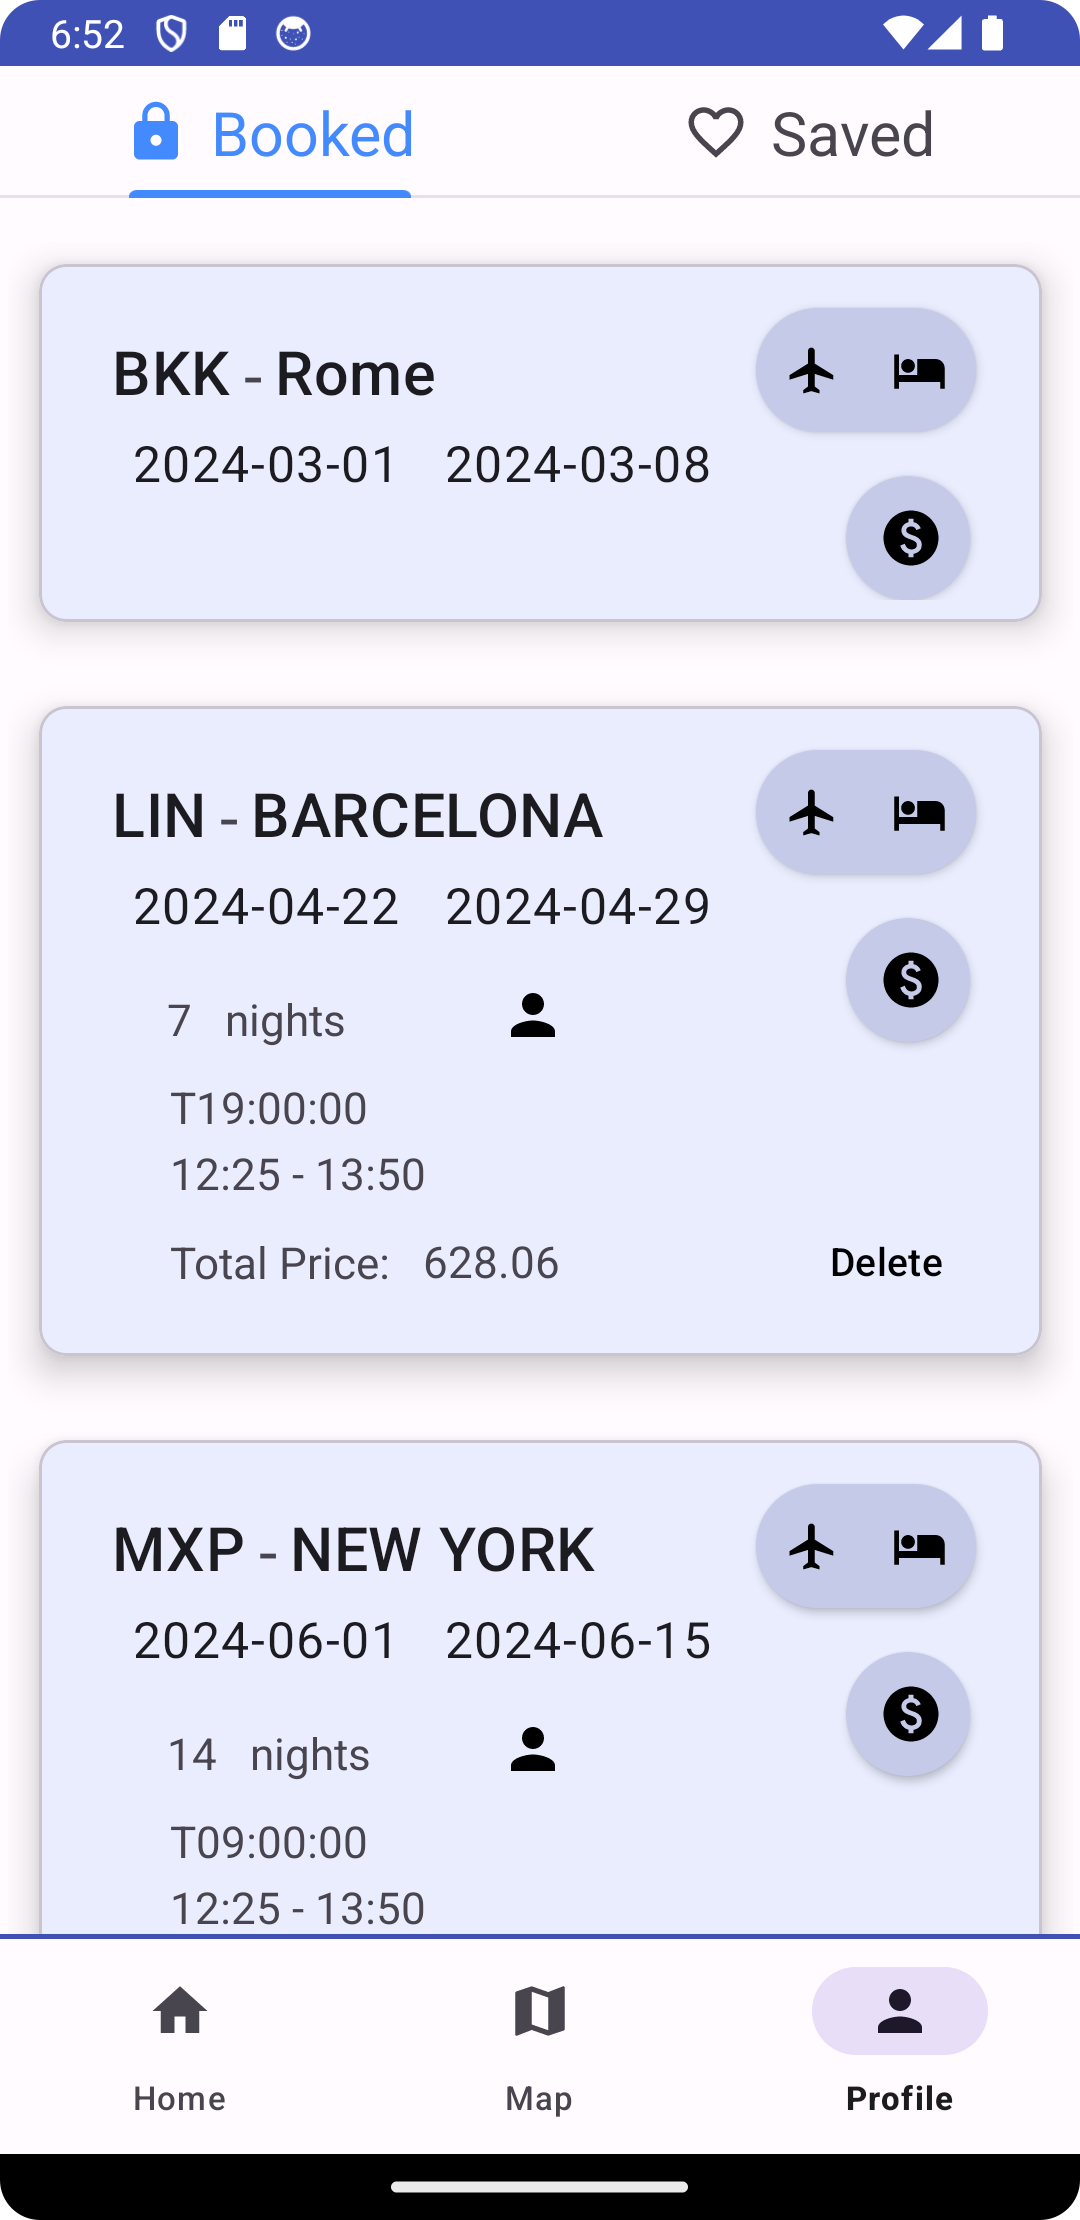 6:52
Booked Saved
BKK - Rome
2024-03-01 2024-03-08
LIN - BARCELONA
2024-04-22 2024-04-29
7 nights
T19:00:00
12:25 - 13:50
Total Price: 628.06 Delete
MXP - NEW YORK
2024-06-01 2024-06-15
14 nights
T09:00:00
12:25 - 13:50
Home Map Profile